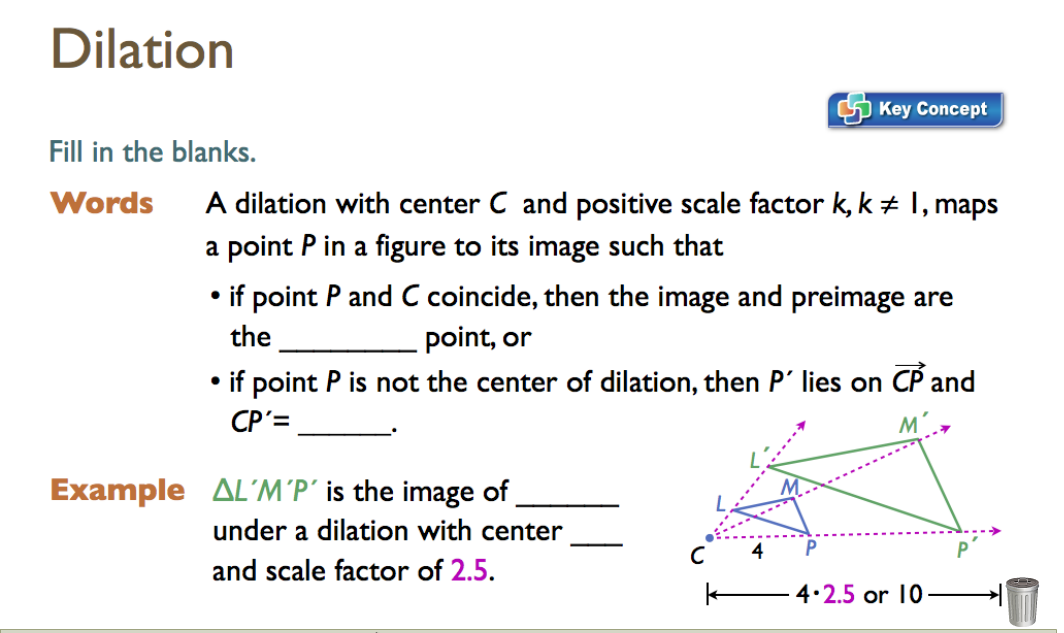 Dilation
Key Concept
Fill in the blanks.
Words A dilation with center C and positive scale factor k, k ≠ 1, maps
a point P in a figure to its image such that
• if point P and C coincide, then the image and preimage are
the ________ point, or
• if point P is not the center of dilation, then P´ lies on \overrightarrow{CP} and
CP´= ______.
Example ΔL´M´P´ is the image of ______
under a dilation with center ___
and scale factor of 2.5.
M´
L´
M
L
C
4
P
P´
4·2.5 or 10